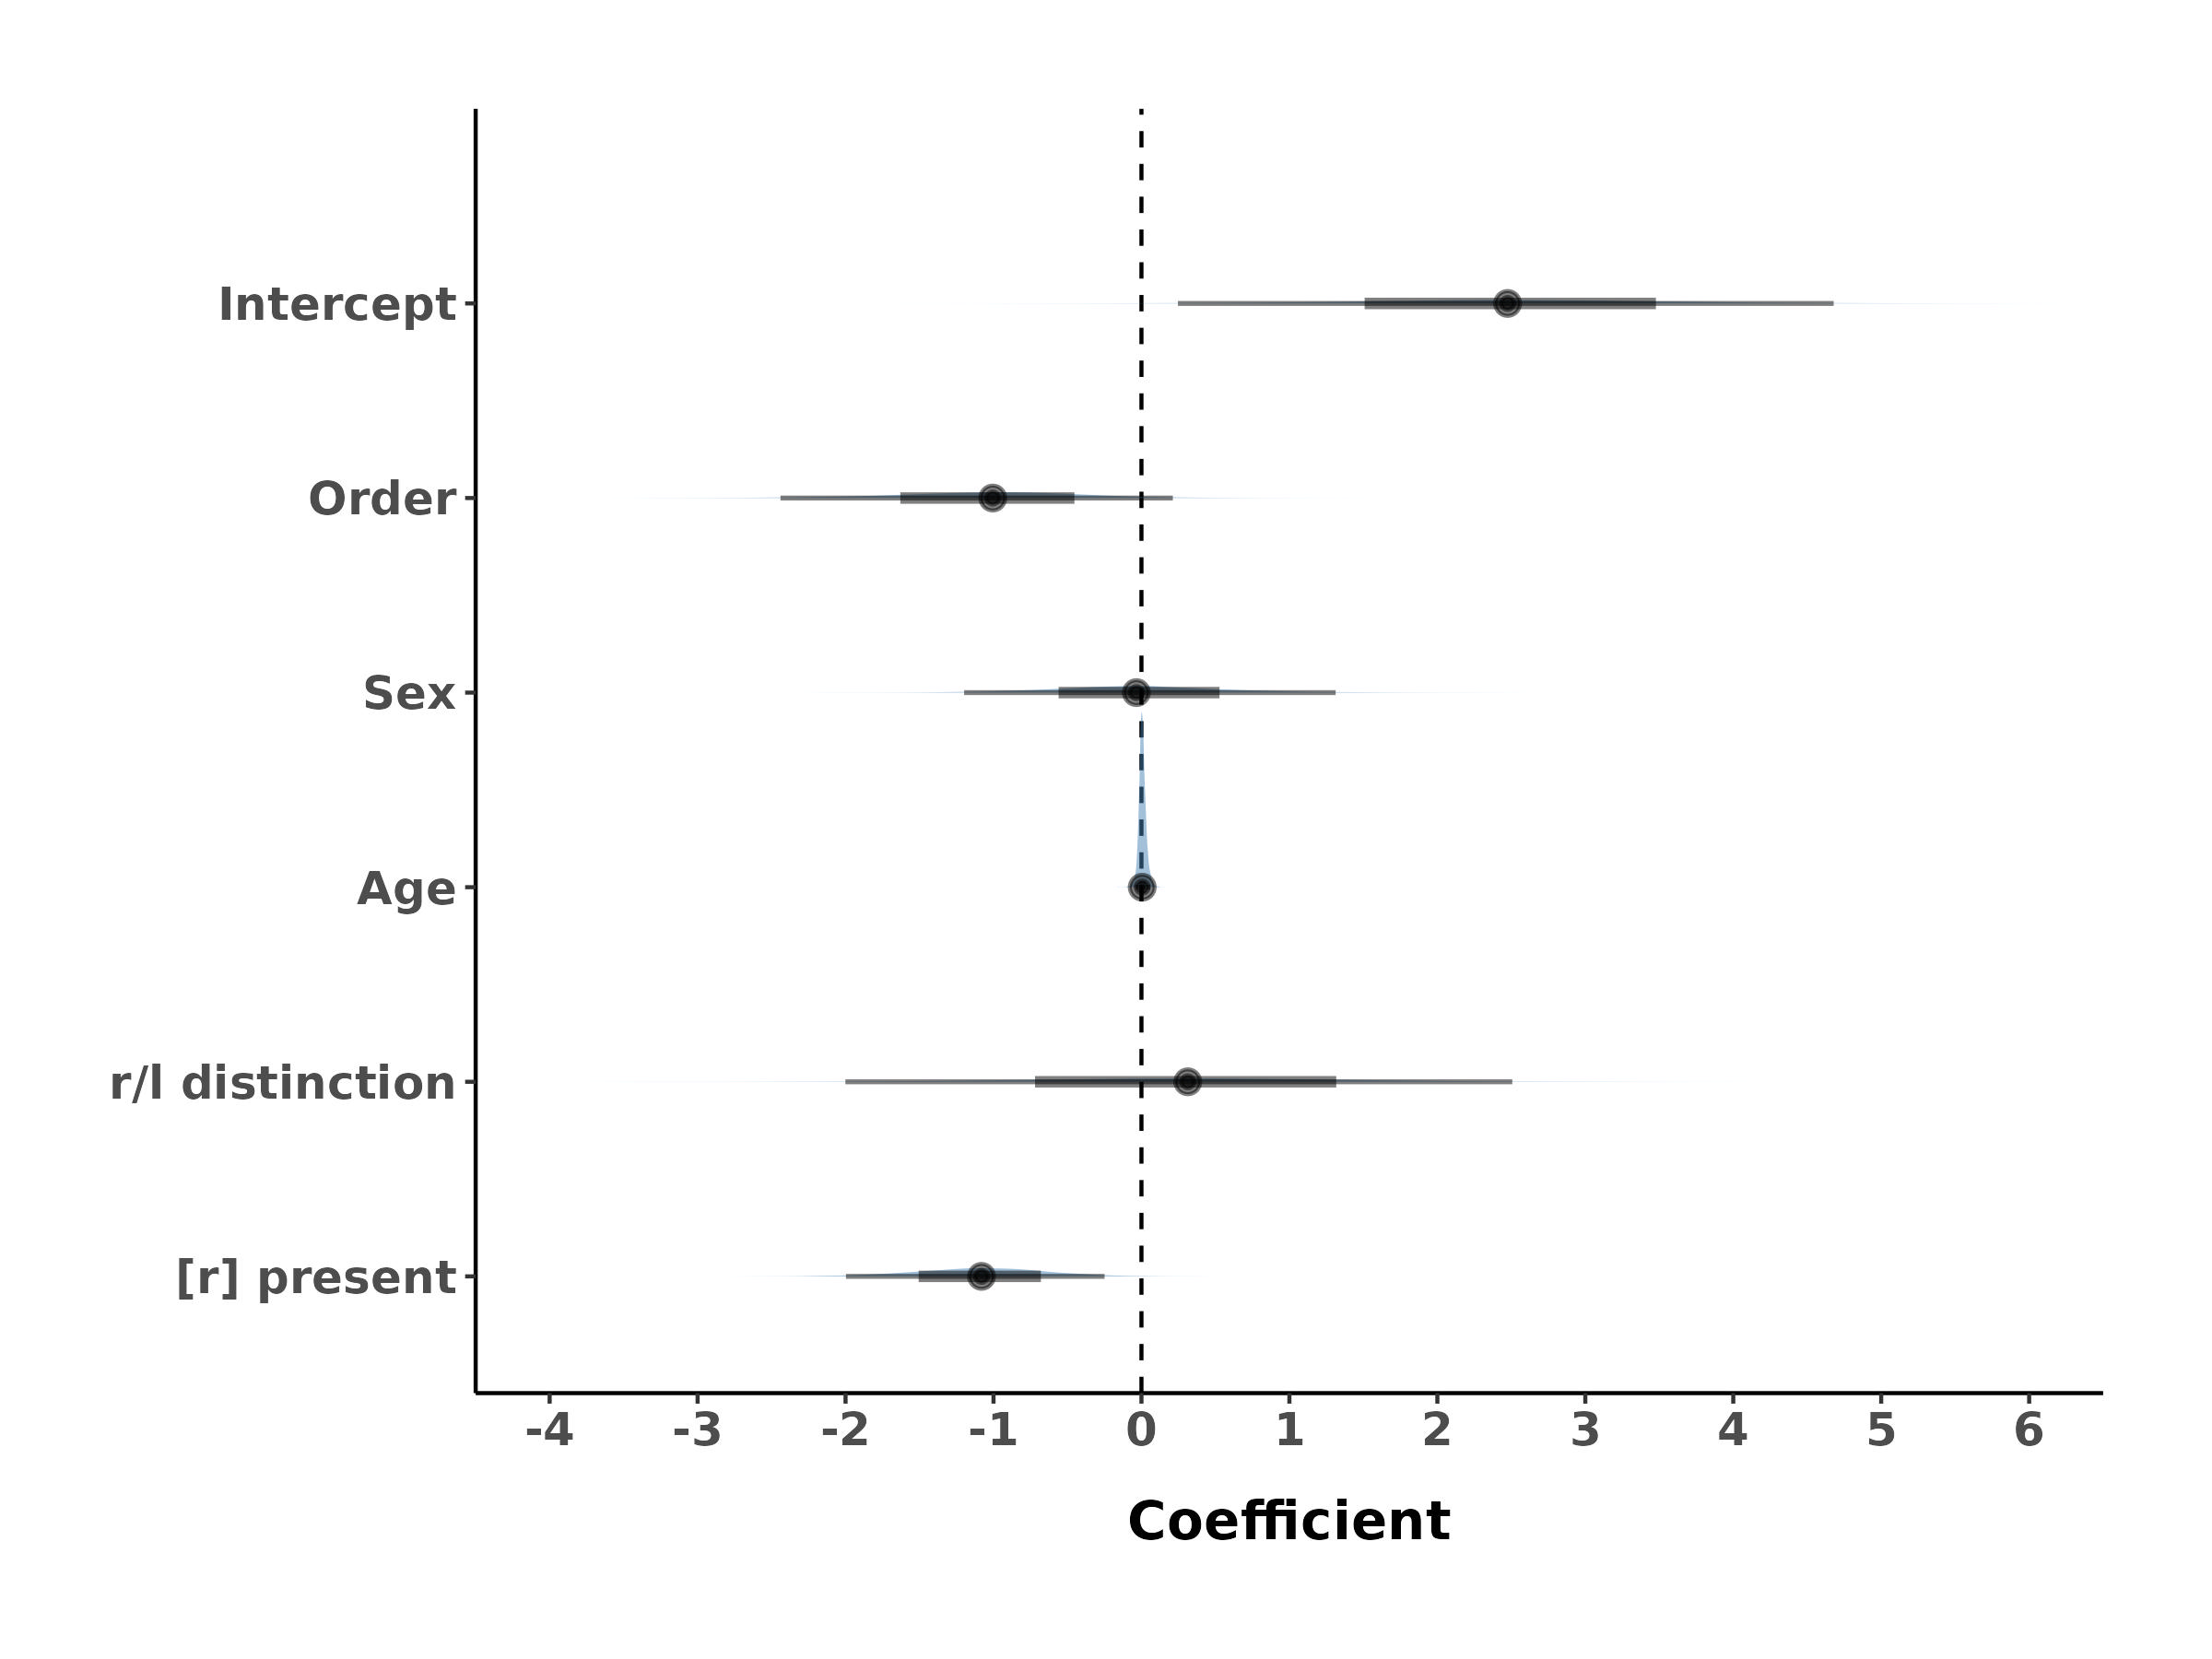 Intercept
Order
Sex
Age
r/l distinction
[r] present
-4 -3 -2 -1 0 1 2 3 4 5 6
Coefficient